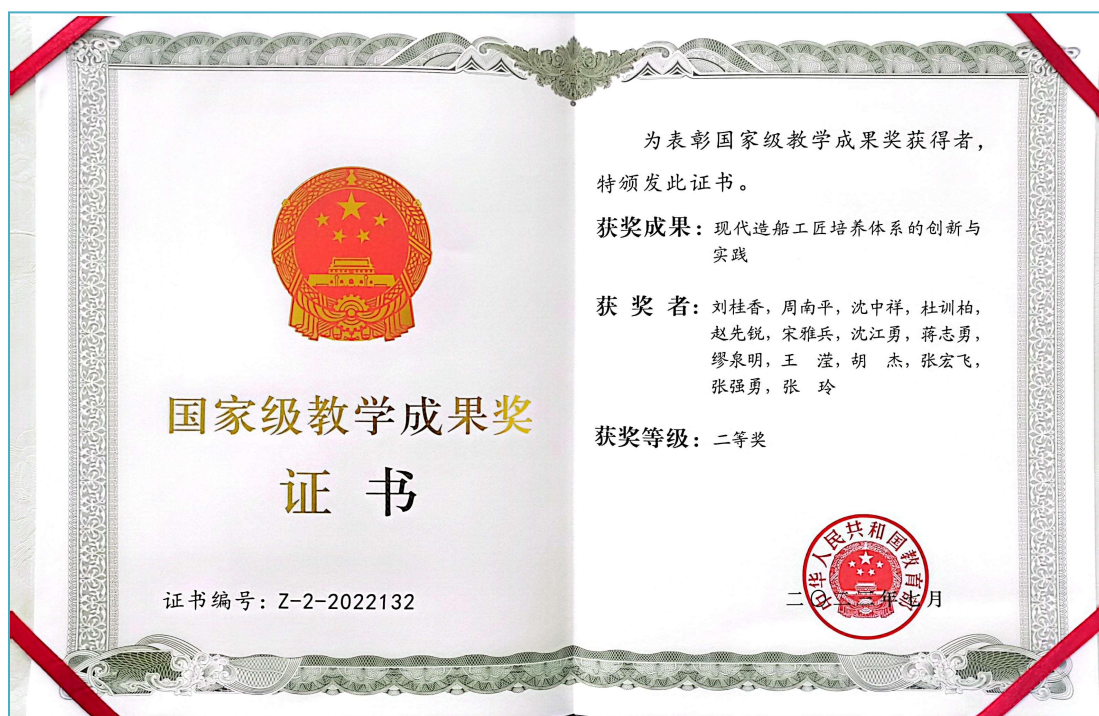 国家级教学成果奖
证 书
证书编号：Z-2-2022132
为表彰国家级教学成果奖获得者，
特颁发此证书。
获奖成果：现代造船工匠培养体系的创新与
实践
获 奖 者：刘桂香，周南平，沈中祥，杜训柏，
赵先锐，宋雅兵，沈江勇，蒋志勇，
缪泉明，王 滢，胡 杰，张宏飞，
张强勇，张 玲
获奖等级：二等奖
中华人民共和国教育部
二〇二三年七月